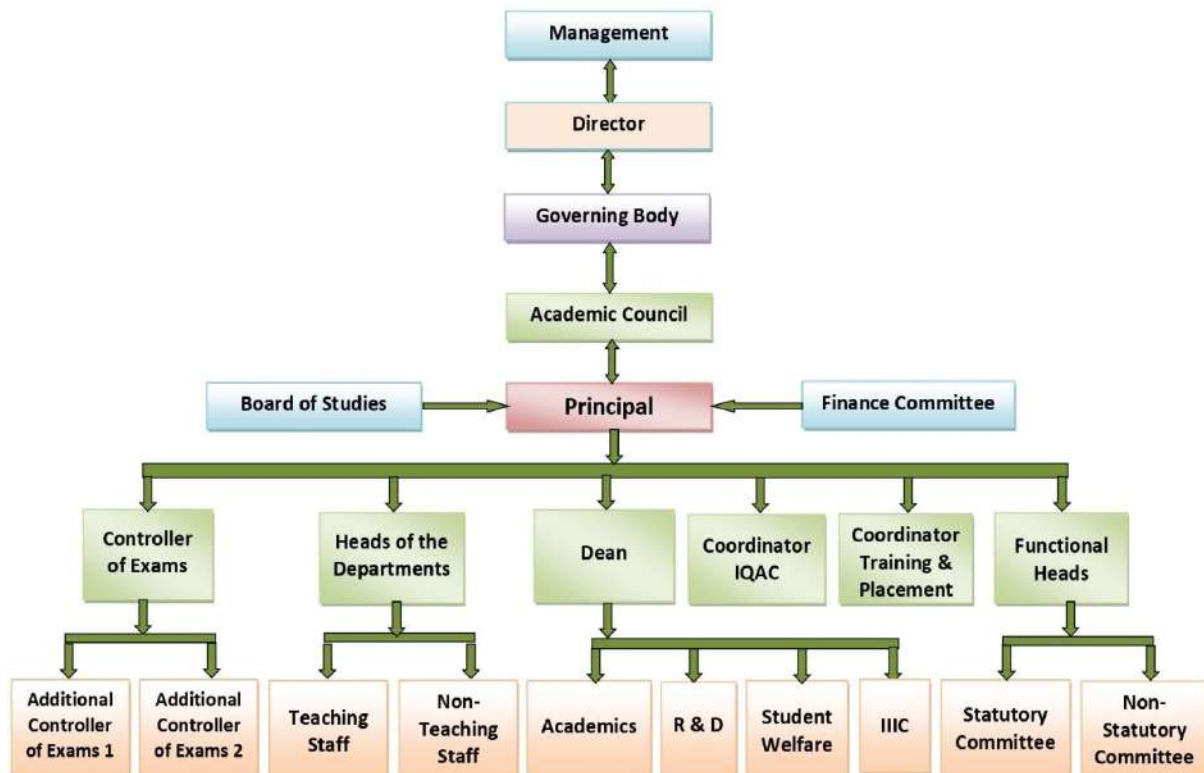 Management
Director
Governing Body
Academic Council
Board of Studies
Principal
Finance Committee
Controller
of Exams
Heads of the
Departments
Dean
Coordinator
IQAC
Coordinator
Training &
Placement
Functional
Heads
Additional
Controller
of Exams 1
Additional
Controller
of Exams 2
Teaching
Staff
Non-
Teaching
Staff
Academics
R & D
Student
Welfare
IIIC
Statutory
Committee
Non-
Statutory
Committee